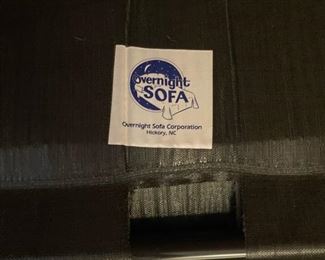 overnight
SOFA
Overnight Sofa Corporation
Hickory, NC